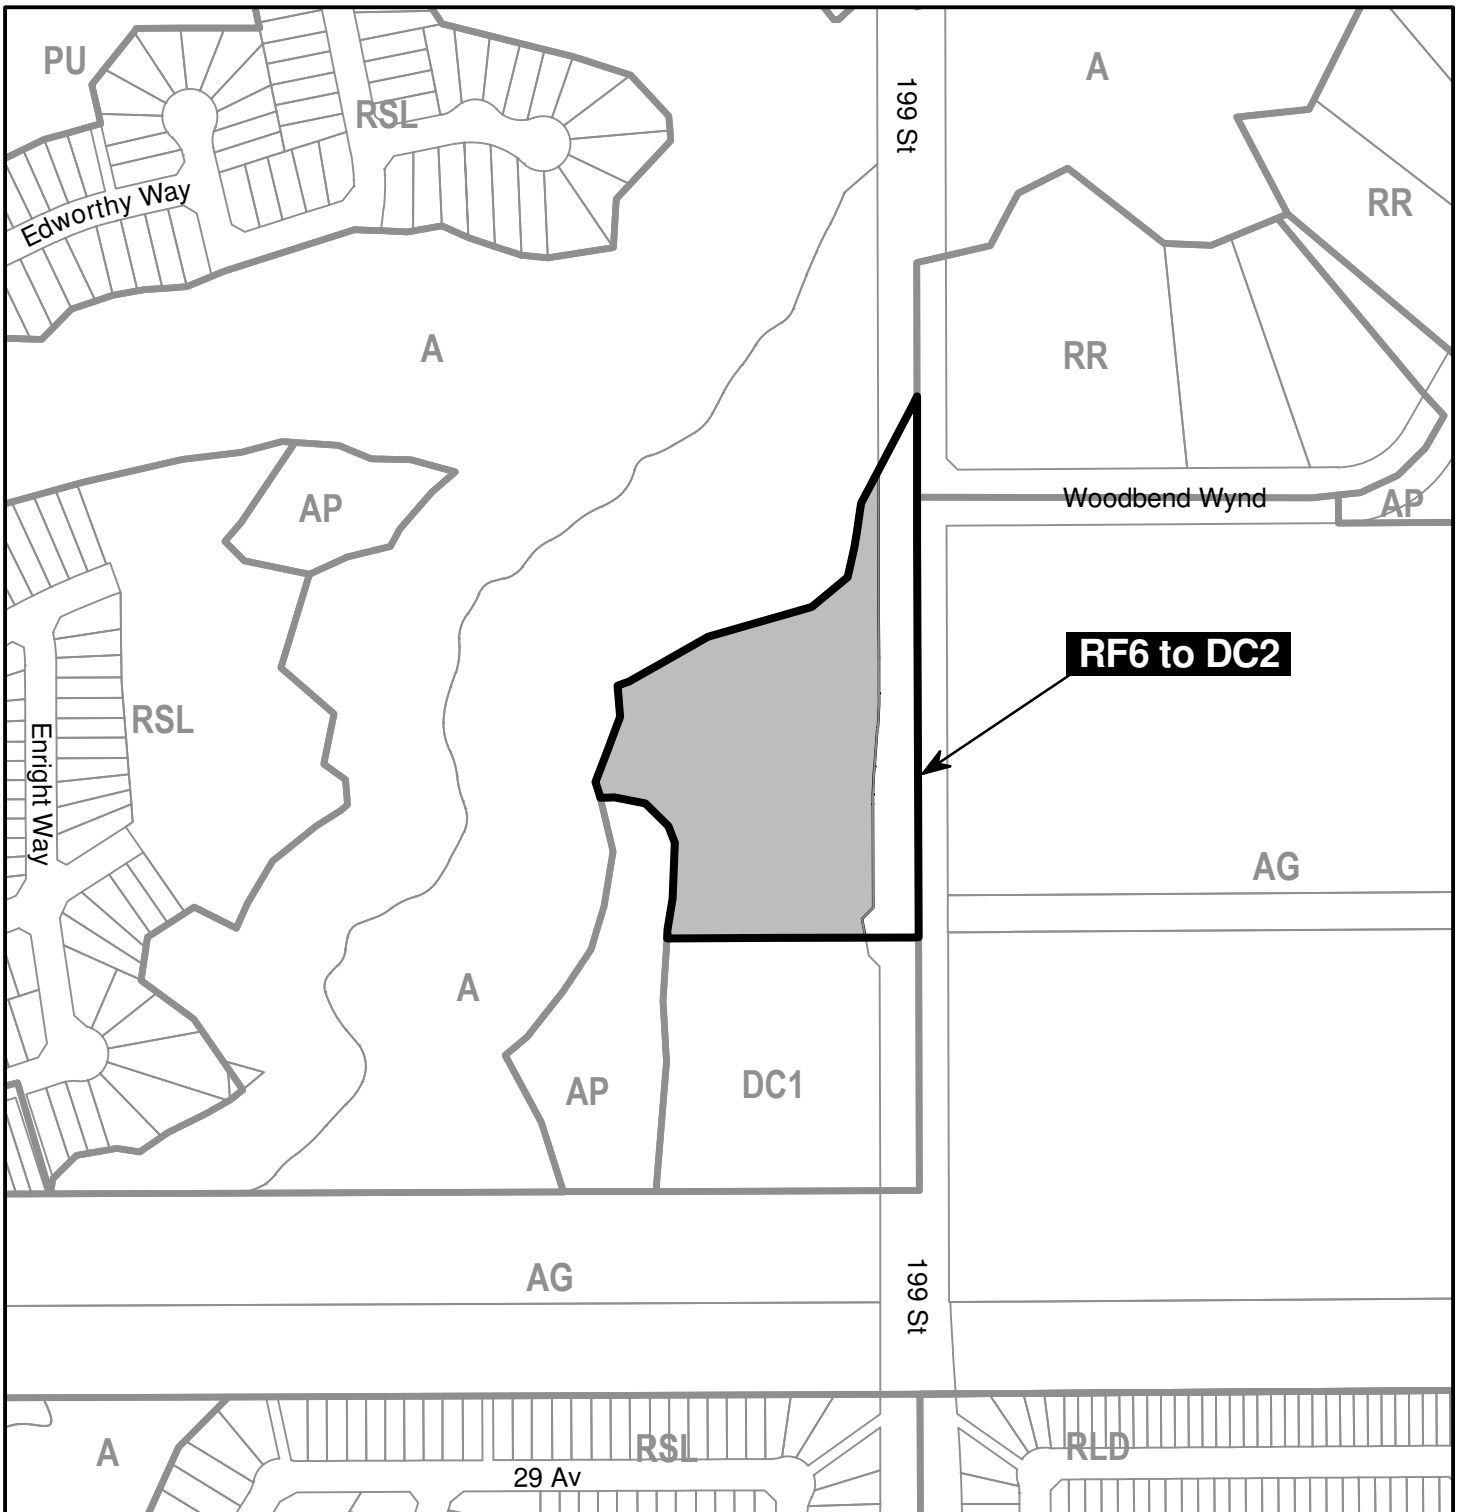 PU
A
199 St
RSL
Edworthy Way
RR
A
RR
AP
Woodbend Wynd
AP
RF6 to DC2
RSL
Enright Way
AG
A
AP
DC1
AG
199 St
A
RSL
RLD
29 Av